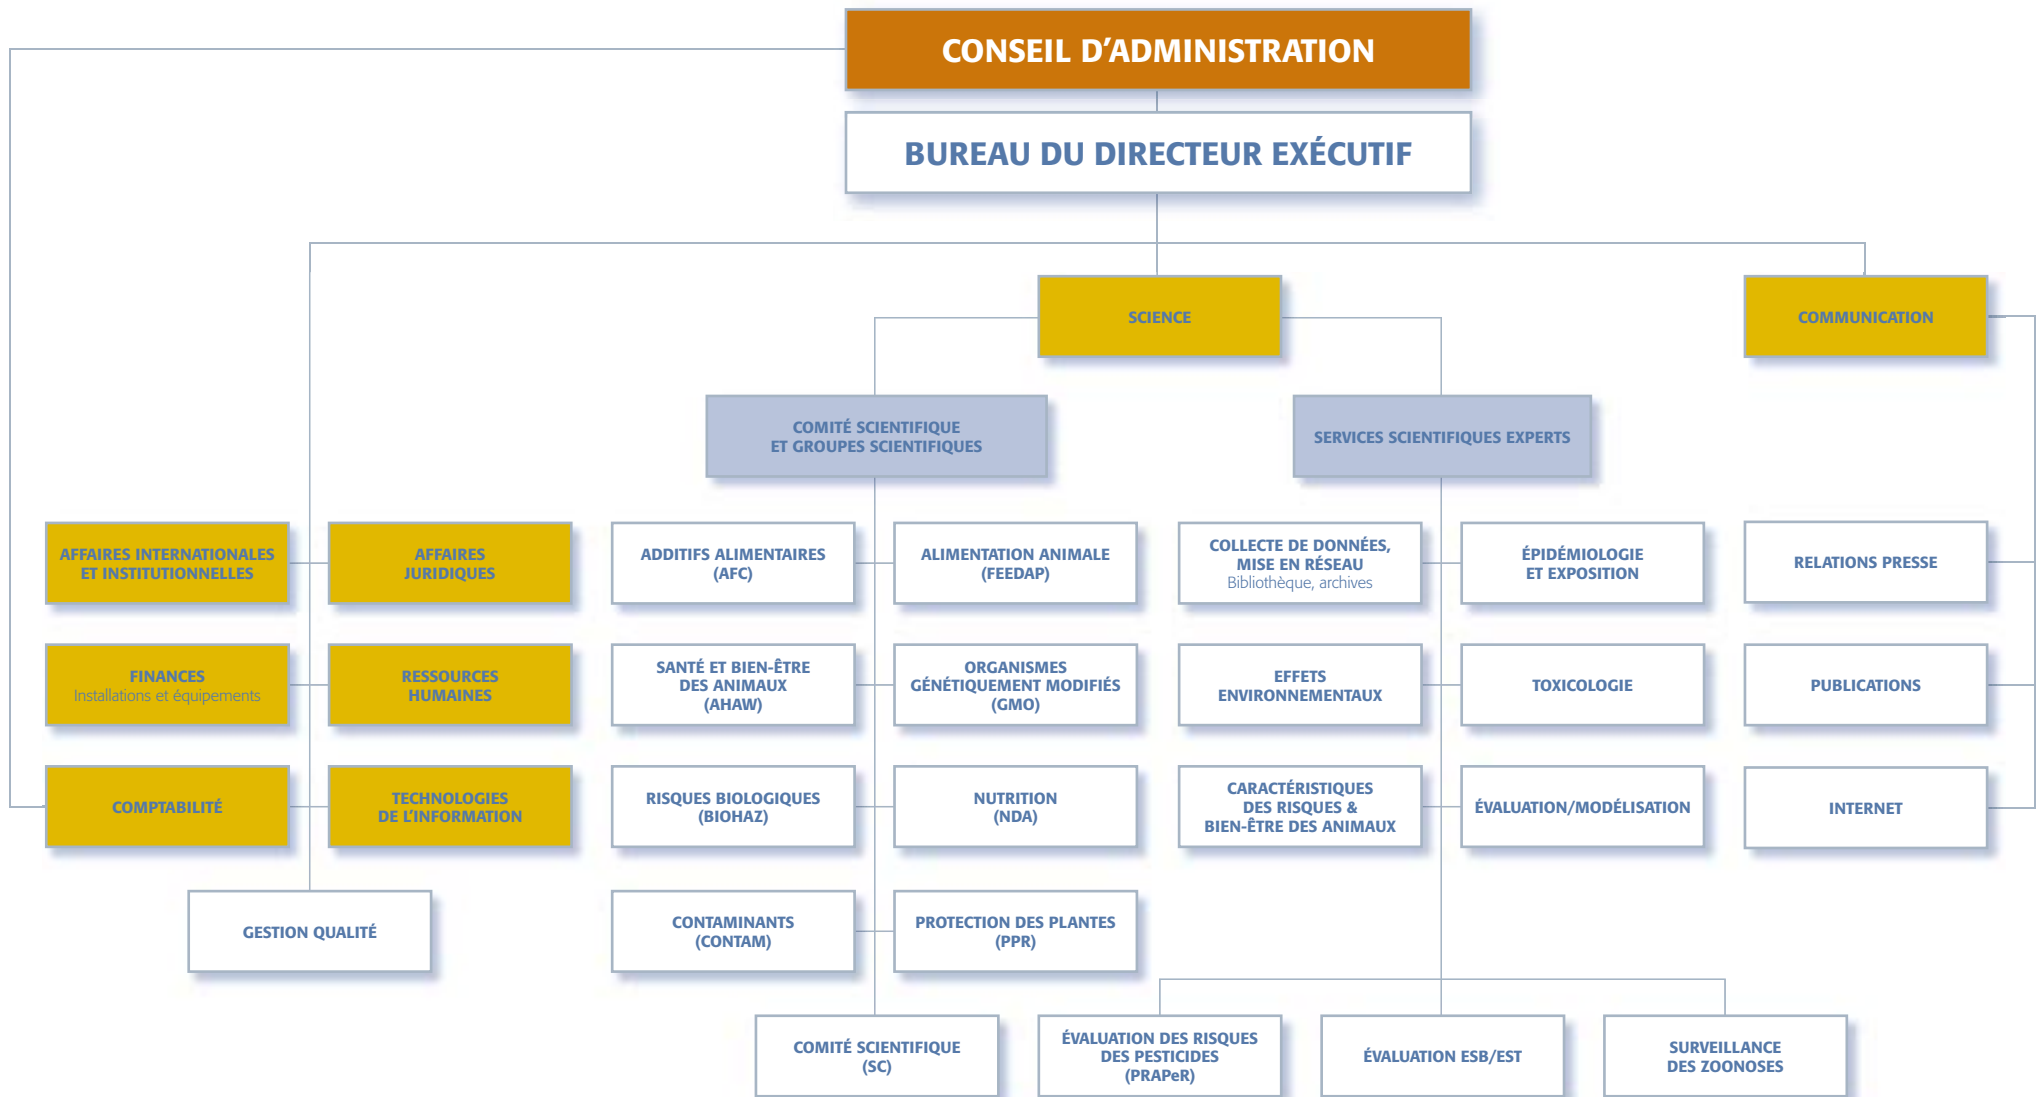 CONSEIL D’ADMINISTRATION
BUREAU DU DIRECTEUR EXÉCUTIF
SCIENCE
COMMUNICATION
COMITÉ SCIENTIFIQUE
ET GROUPES SCIENTIFIQUES
SERVICES SCIENTIFIQUES EXPERTS
AFFAIRES INTERNATIONALES
ET INSTITUTIONNELLES
AFFAIRES
JURIDIQUES
ADDITIFS ALIMENTAIRES
(AFC)
ALIMENTATION ANIMALE
(FEEDAP)
COLLECTE DE DONNÉES,
MISE EN RÉSEAU
Bibliothèque, archives
ÉPIDÉMIOLOGIE
ET EXPOSITION
RELATIONS PRESSE
FINANCES
Installations et équipements
RESSOURCES
HUMAINES
SANTÉ ET BIEN-ÊTRE
DES ANIMAUX
(AHAW)
ORGANISMES
GÉNÉTIQUEMENT MODIFIÉS
(GMO)
EFFETS
ENVIRONNEMENTAUX
TOXICOLOGIE
PUBLICATIONS
COMPTABILITÉ
TECHNOLOGIES
DE L’INFORMATION
RISQUES BIOLOGIQUES
(BIOHAZ)
NUTRITION
(NDA)
CARACTÉRISTIQUES
DES RISQUES &
BIEN-ÊTRE DES ANIMAUX
ÉVALUATION/MODÉLISATION
INTERNET
GESTION QUALITÉ
CONTAMINANTS
(CONTAM)
PROTECTION DES PLANTES
(PPR)
COMITÉ SCIENTIFIQUE
(SC)
ÉVALUATION DES RISQUES
DES PESTICIDES
(PRAPeR)
ÉVALUATION ESB/EST
SURVEILLANCE
DES ZOONOSES